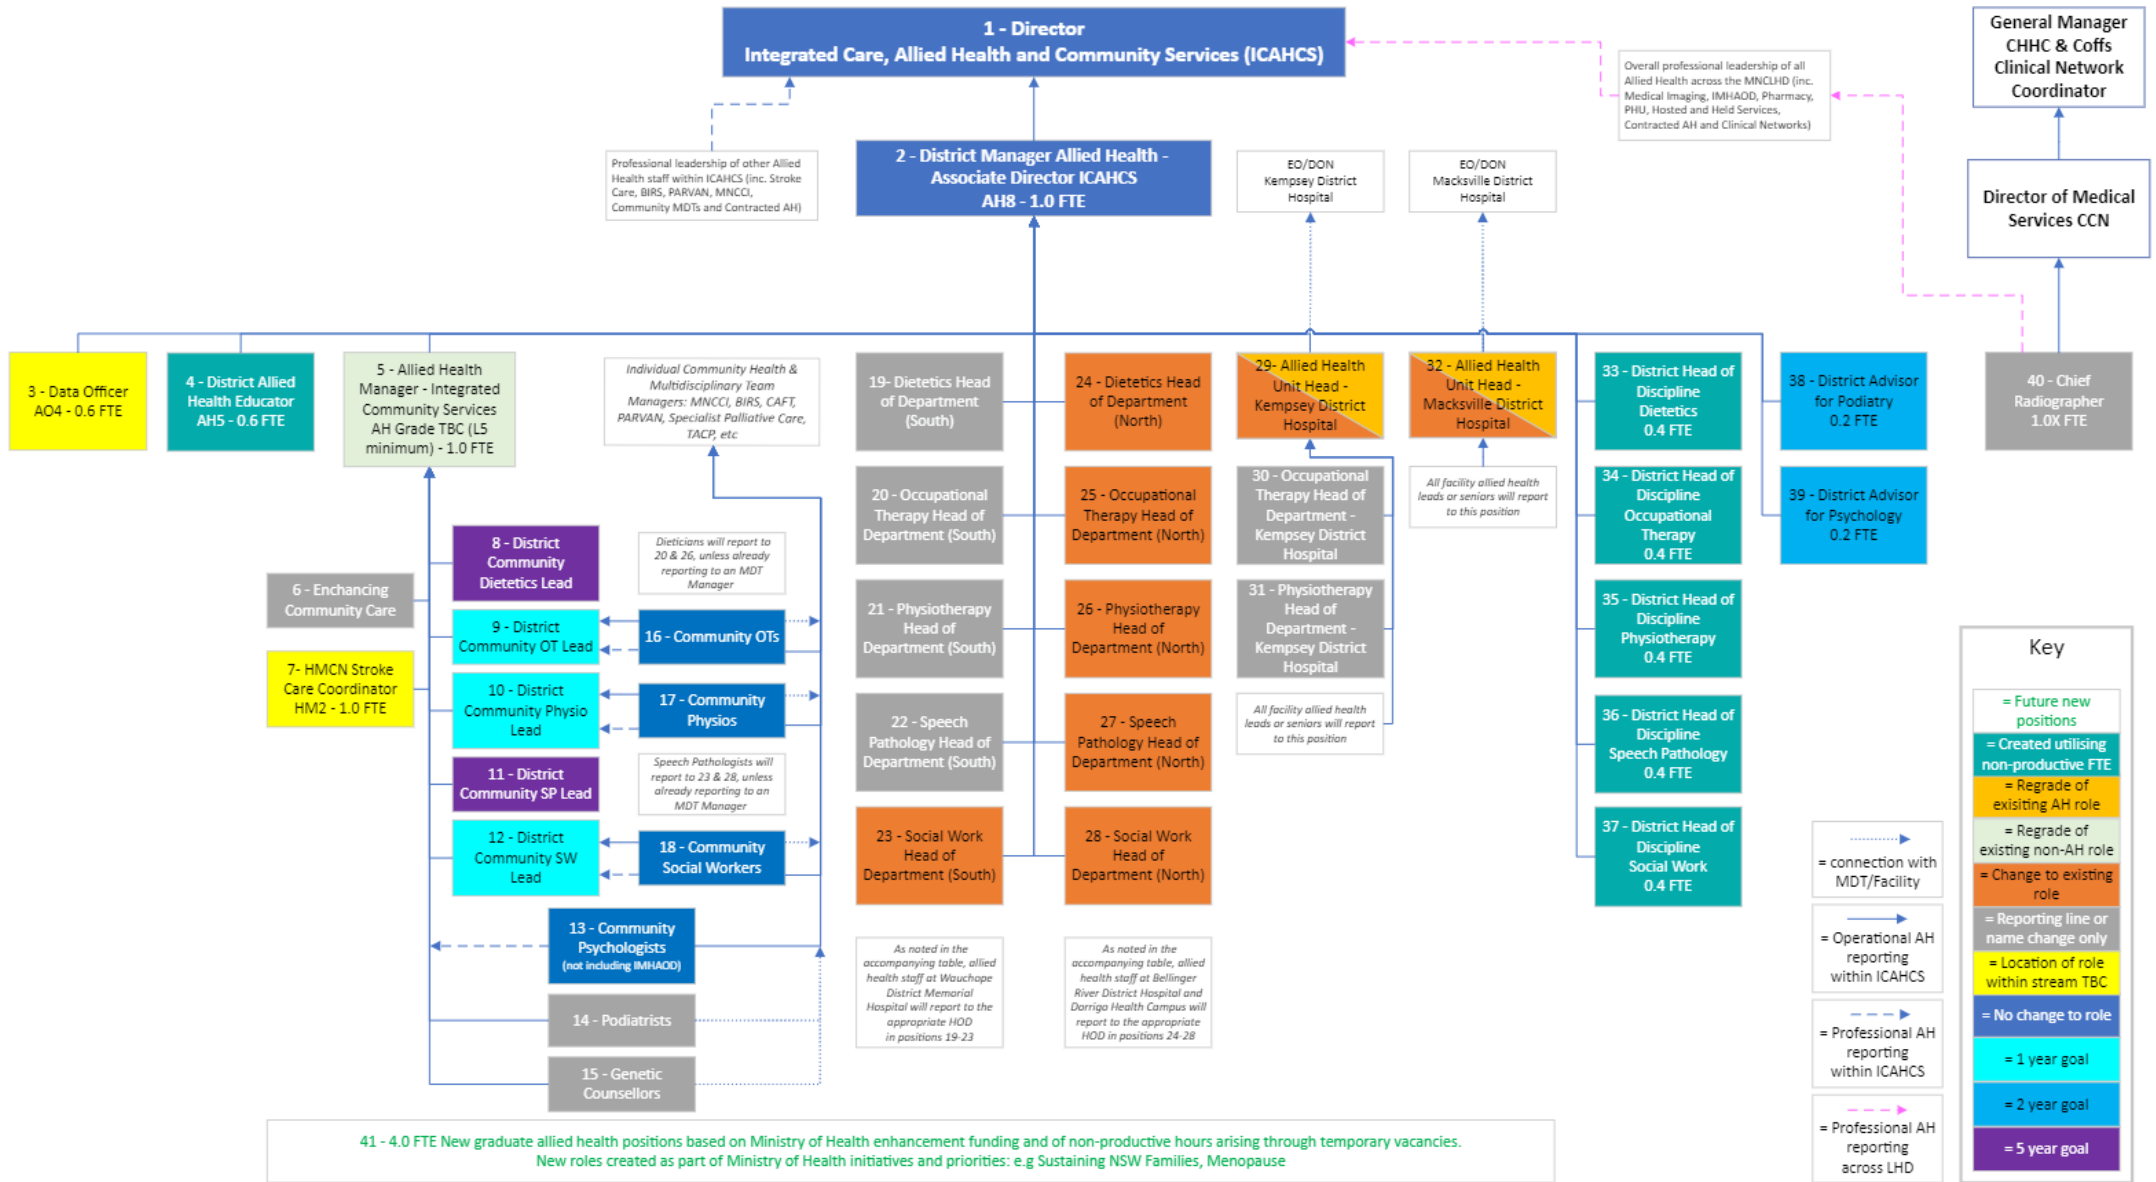 1 - Director
Integrated Care, Allied Health and Community Services (ICAHCS)
General Manager
CHHC & Coffs
Clinical Network
Coordinator
Overall professional leadership of all
Allied Health across the MNCLHD (inc.
Medical Imaging, IMHAOD, Pharmacy,
PHU, Hosted and Held Services,
Contracted AH and Clinical Networks)
Professional leadership of other Allied
Health staff within ICAHCS (inc. Stroke
Care, BIRS, PARVAN, MNCCI,
Community MDTs and Contracted AH)
2 - District Manager Allied Health -
Associate Director ICAHCS
AH8 - 1.0 FTE
EO/DON
Kempsey District
Hospital
EO/DON
Macksville District
Hospital
Director of Medical
Services CCN
3 - Data Officer
AO4 - 0.6 FTE
4 - District Allied
Health Educator
AH5 - 0.6 FTE
5 - Allied Health
Manager - Integrated
Community Services
AH Grade TBC (L5
minimum) - 1.0 FTE
Individual Community Health &
Multidisciplinary Team
Managers: MNCCI, BIRS, CAFT,
PARVAN, Specialist Palliative Care,
TACP, etc
19- Dietetics Head
of Department
(South)
24 - Dietetics Head
of Department
(North)
29- Allied Health
Unit Head -
Kempsey District
Hospital
32 - Allied Health
Unit Head -
Macksville District
Hospital
33 - District Head of
Discipline
Dietetics
0.4 FTE
38 - District Advisor
for Podiatry
0.2 FTE
40 - Chief
Radiographer
1.0X FTE
20 - Occupational
Therapy Head of
Department (South)
25 - Occupational
Therapy Head of
Department (North)
30 - Occupational
Therapy Head of
Department -
Kempsey District
Hospital
All facility allied health
leads or seniors will report
to this position
34 - District Head of
Discipline
Occupational
Therapy
0.4 FTE
39 - District Advisor
for Psychology
0.2 FTE
6 - Enchancing
Community Care
7- HMCN Stroke
Care Coordinator
HM2 - 1.0 FTE
8 - District
Community
Dietetics Lead
Dieticians will report to
20 & 26, unless already
reporting to an MDT
Manager
9 - District
Community OT Lead
16 - Community OTs
10 - District
Community Physio
Lead
17 - Community
Physios
11 - District
Community SP Lead
Speech Pathologists will
report to 23 & 28, unless
already reporting to an
MDT Manager
12 - District
Community SW
Lead
18 - Community
Social Workers
13 - Community
Psychologists
(not including IMHAOD)
14 - Podiatrists
15 - Genetic
Counsellors
21 - Physiotherapy
Head of
Department (South)
26 - Physiotherapy
Head of
Department (North)
31 - Physiotherapy
Head of
Department -
Kempsey District
Hospital
35 - District Head of
Discipline
Physiotherapy
0.4 FTE
22 - Speech
Pathology Head of
Department (South)
27 - Speech
Pathology Head of
Department (North)
All facility allied health
leads or seniors will report
to this position
36 - District Head of
Discipline
Speech Pathology
0.4 FTE
23 - Social Work
Head of
Department (South)
28 - Social Work
Head of
Department (North)
37 - District Head of
Discipline
Social Work
0.4 FTE
As noted in the
accompanying table, allied
health staff at Wauchope
District Memorial
Hospital will report to the
appropriate HOD
in positions 19-23
As noted in the
accompanying table, allied
health staff at Bellinger
River District Hospital and
Dorrigo Health Campus will
report to the appropriate
HOD in positions 24-28
= connection with
MDT/Facility
= Operational AH
reporting
within ICAHCS
= Professional AH
reporting
within ICAHCS
= Professional AH
reporting
across LHD
Key
= Future new
positions
= Created utilising
non-productive FTE
= Regrade of
exisiting AH role
= Regrade of
existing non-AH role
= Change to existing
role
= Reporting line or
name change only
= Location of role
within stream TBC
= No change to role
= 1 year goal
= 2 year goal
= 5 year goal
41 - 4.0 FTE New graduate allied health positions based on Ministry of Health enhancement funding and of non-productive hours arising through temporary vacancies.
New roles created as part of Ministry of Health initiatives and priorities: e.g Sustaining NSW Families, Menopause